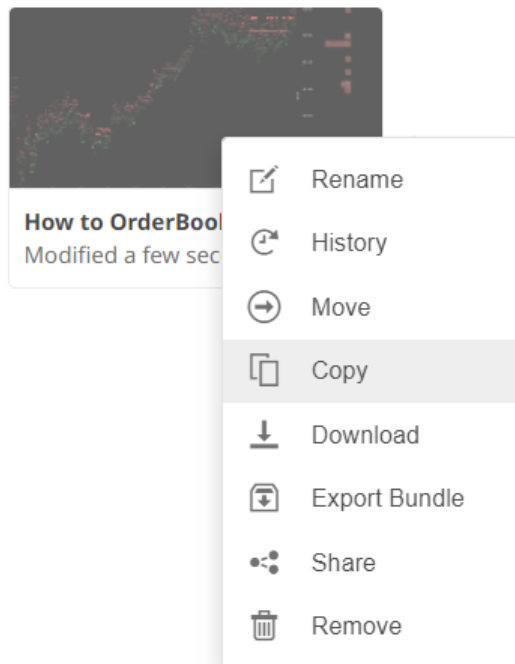 How to OrderBool
Modified a few sec
Rename
History
Move
Copy
Download
Export Bundle
Share
Remove